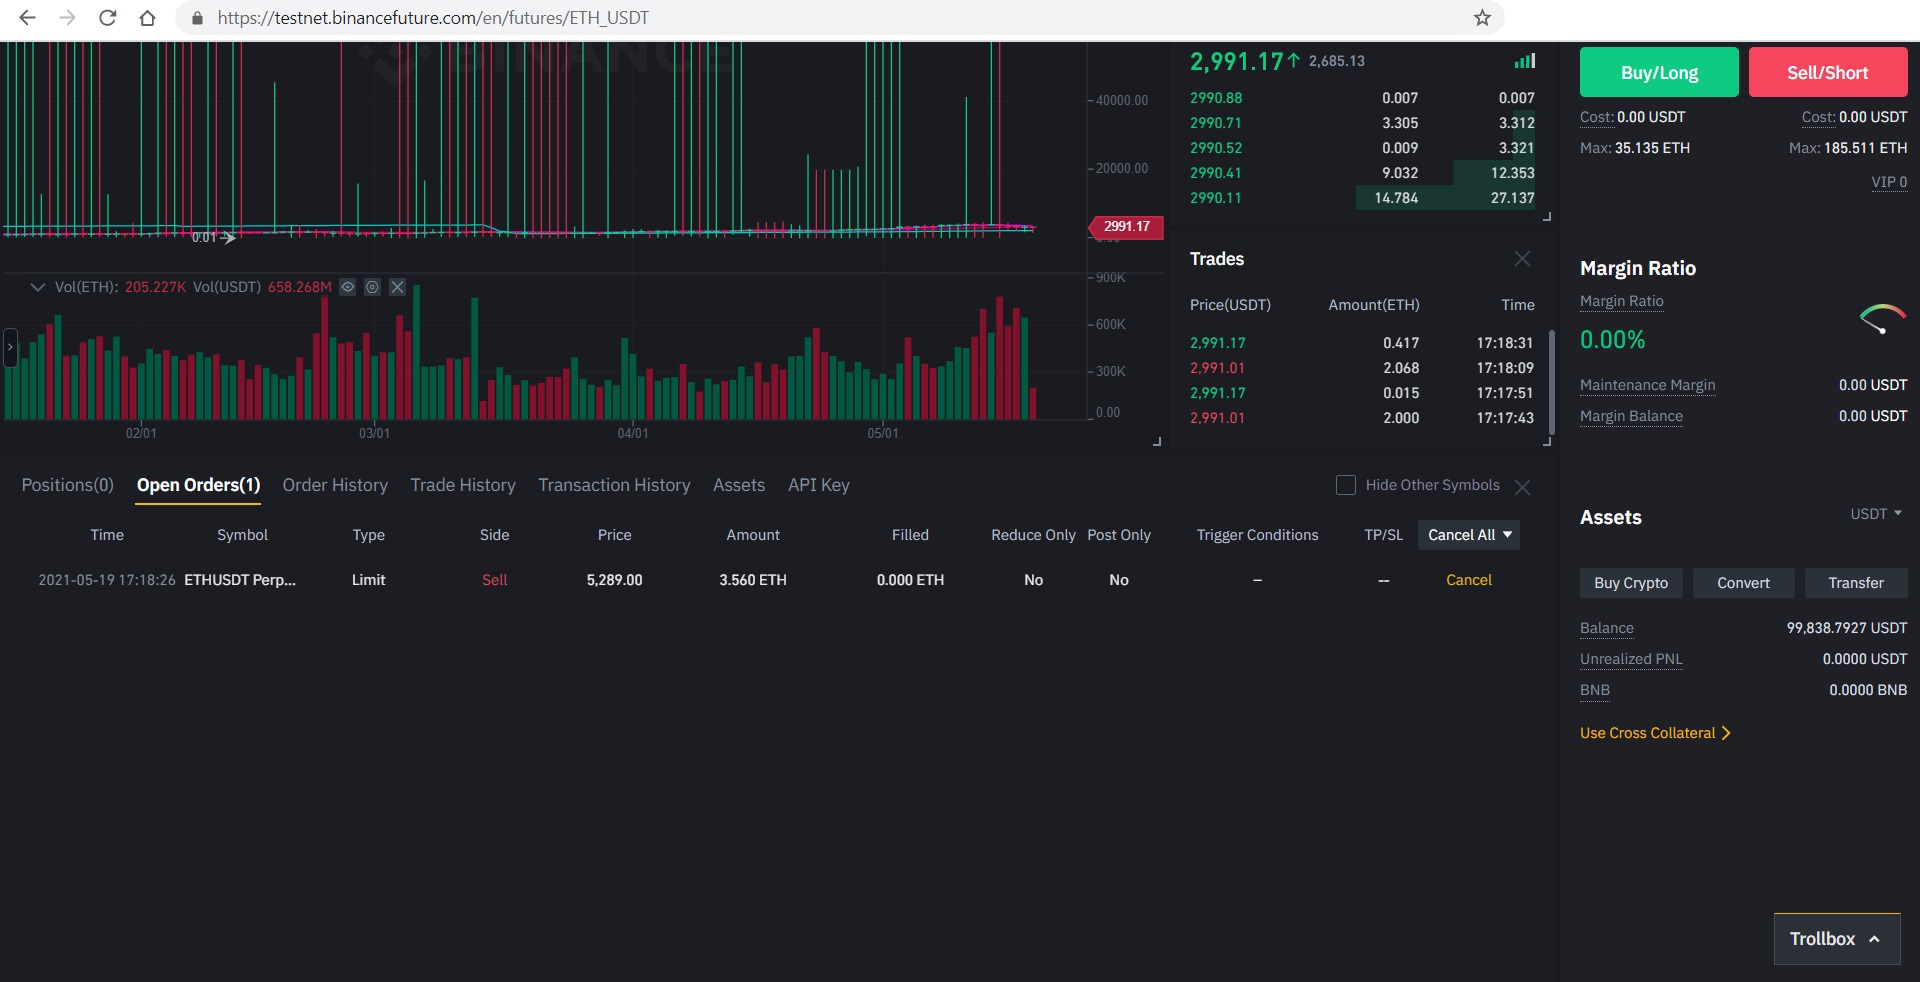 https://testnet.binancefuture.com/en/futures/ETH_USDT
BINANCE
40000.00
20000.00
2991.17
0.00
0.01
Vol(ETH): 205.227K Vol(USDT) 658.268M
900K
600K
300K
0.00
02/01 03/01 04/01 05/01
2,991.17 2,685.13
2990.88 0.007 0.007
2990.71 3.305 3.312
2990.52 0.009 3.321
2990.41 9.032 12.353
2990.11 14.784 27.137
Trades
Price(USDT) Amount(ETH) Time
2,991.17 0.417 17:18:31
2,991.01 2.068 17:18:09
2,991.17 0.015 17:17:51
2,991.01 2.000 17:17:43
Buy/Long Sell/Short
Cost: 0.00 USDT Cost: 0.00 USDT
Max: 35.135 ETH Max: 185.511 ETH
VIP 0
Margin Ratio
Margin Ratio
0.00%
Maintenance Margin 0.00 USDT
Margin Balance 0.00 USDT
Positions(0) Open Orders(1) Order History Trade History Transaction History Assets API Key Hide Other Symbols
Time Symbol Type Side Price Amount Filled Reduce Only Post Only Trigger Conditions TP/SL Cancel All
2021-05-19 17:18:26 ETHUSDT Perp... Limit Sell 5,289.00 3.560 ETH 0.000 ETH No No – -- Cancel
Assets USDT
Buy Crypto Convert Transfer
Balance 99,838.7927 USDT
Unrealized PNL 0.0000 USDT
BNB 0.0000 BNB
Use Cross Collateral
Trollbox